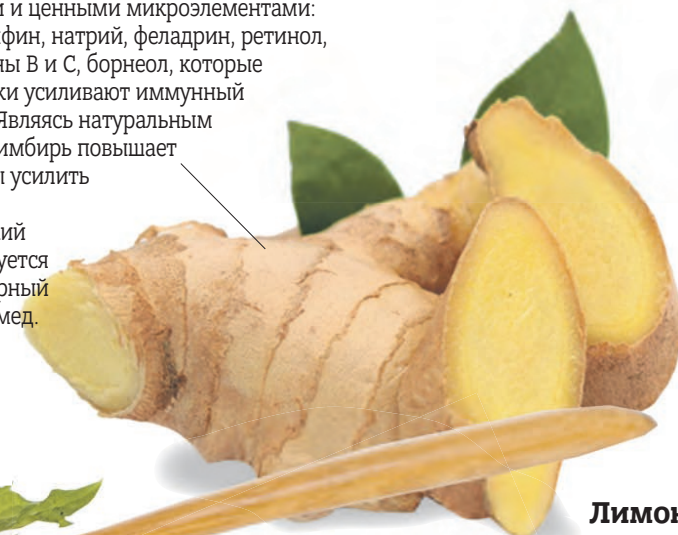 и и ценными микроэлементами:
фин, натрий, феладрин, ретинол,
ны В и С, борнеол, которые
ки усиливают иммунный
Являясь натуральным
имбирь повышает
ы усилить
ий
уется
рный
мед.
Лимон